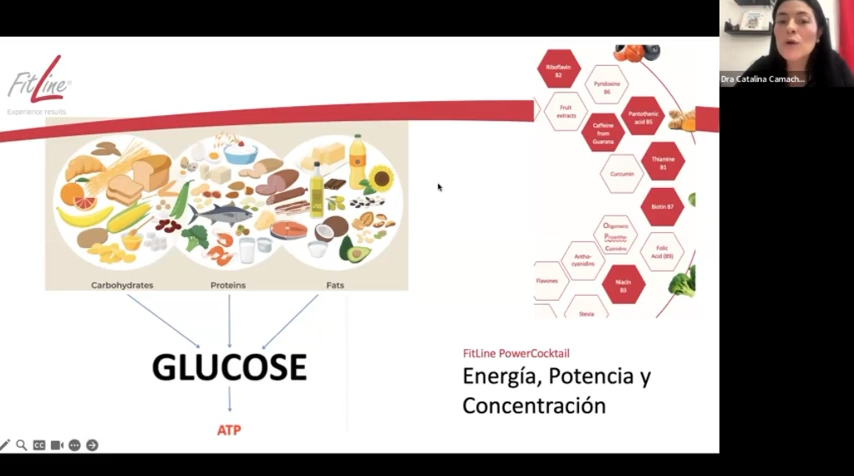 Dra Catalina Camach...
FitLine
Experience results.
Riboflavin
B2
Pyridoxine
B6
Fruit
extracts
Pantothenic
acid B5
Caffeine
from
Guarana
Thiamine
B1
Curcumin
Biotin B7
Oligomeric
Folic
Acid (B9)
Antho-
cyanidins
Flavones
Niacin
B3
Stevia
Carbohydrates
Proteins
Fats
GLUCOSE
ATP
FitLine PowerCocktail
Energía, Potencia y
Concentración
CC